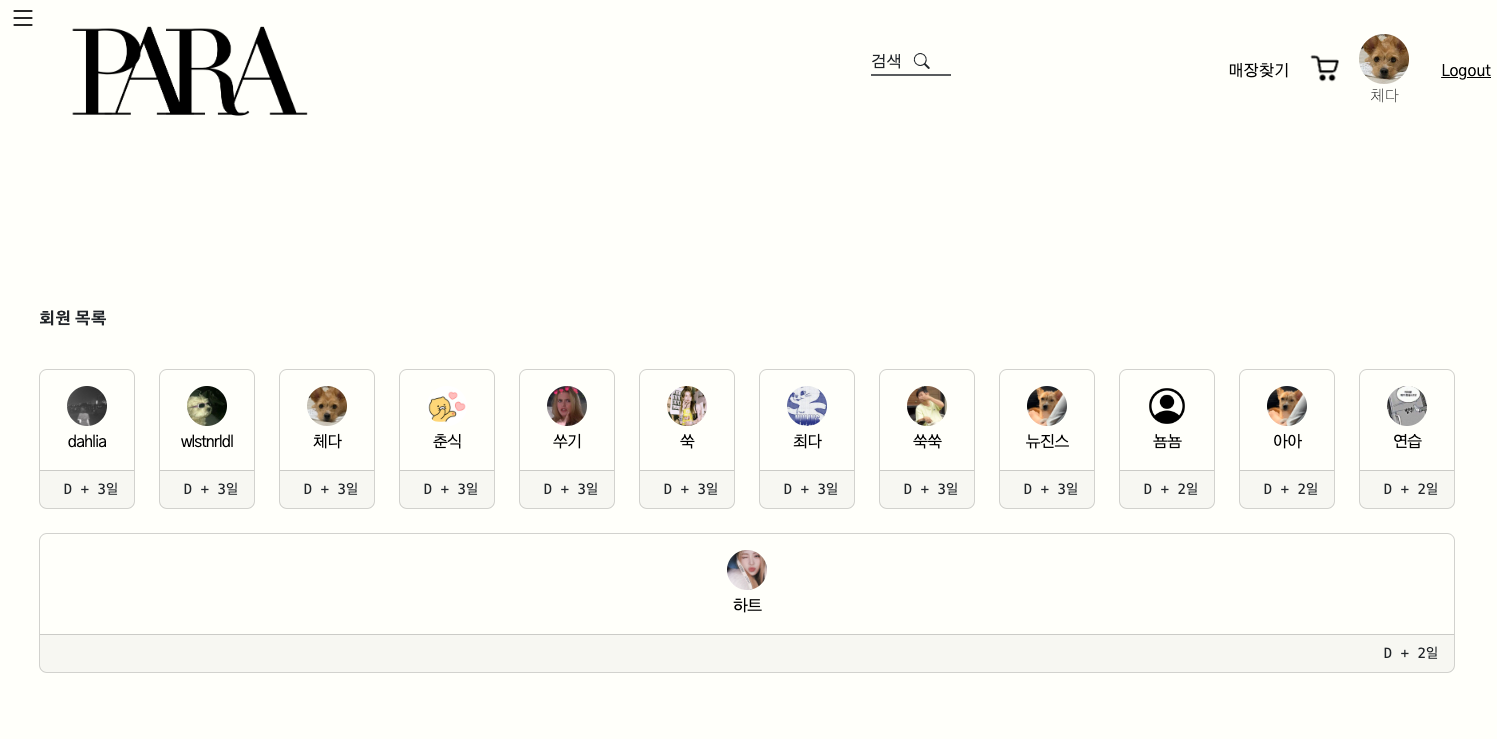 PARA
검색
매장찾기
체다
Logout
회원 목록
dahlia
wlstnrldl
체다
춘식
쑤기
쑥
최다
쑥쑥
뉴진스
뇸뇸
아아
연습
D + 3일
D + 3일
D + 3일
D + 3일
D + 3일
D + 3일
D + 3일
D + 3일
D + 3일
D + 2일
D + 2일
D + 2일
하트
D + 2일